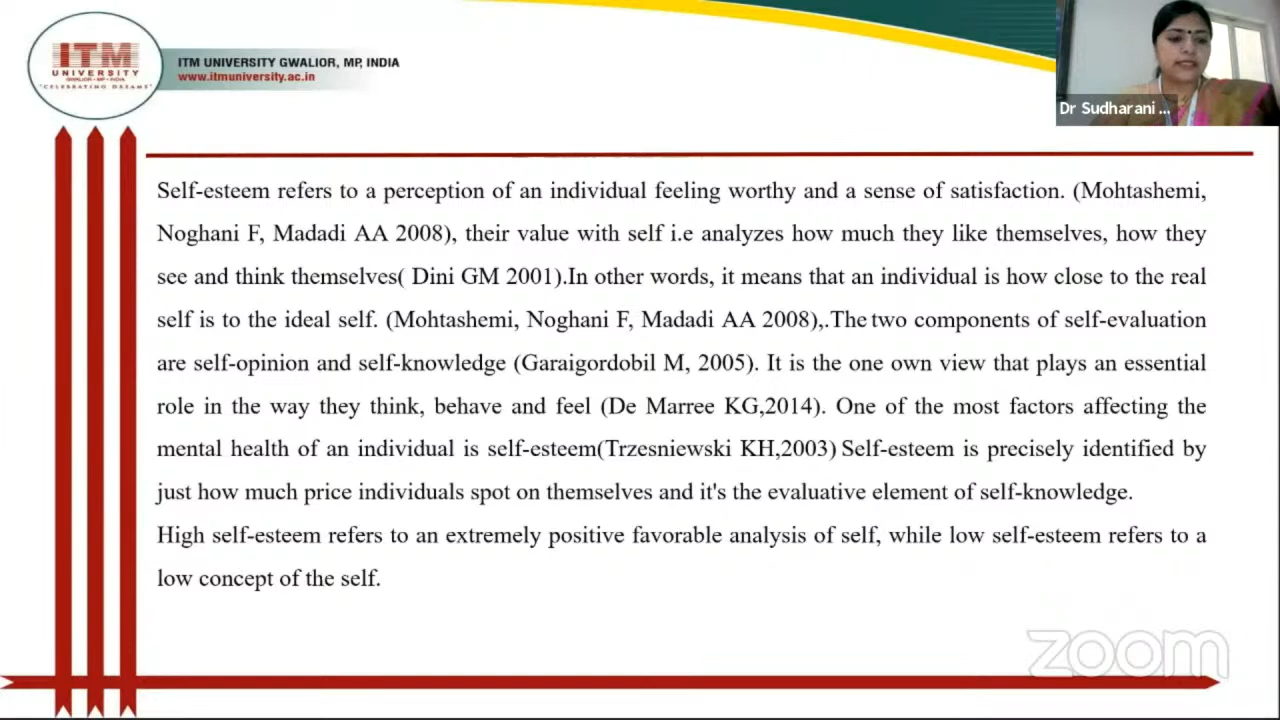 ITM
UNIVERSITY
GWALIOR • MP • INDIA
"CELEBRATING DREAMS"
ITM UNIVERSITY GWALIOR, MP, INDIA
www.itmuniversity.ac.in
Dr Sudharani ...
Self-esteem refers to a perception of an individual feeling worthy and a sense of satisfaction. (Mohtashemi,
Noghani F, Madadi AA 2008), their value with self i.e analyzes how much they like themselves, how they
see and think themselves( Dini GM 2001).In other words, it means that an individual is how close to the real
self is to the ideal self. (Mohtashemi, Noghani F, Madadi AA 2008),.The two components of self-evaluation
are self-opinion and self-knowledge (Garaigordobil M, 2005). It is the one own view that plays an essential
role in the way they think, behave and feel (De Marree KG,2014). One of the most factors affecting the
mental health of an individual is self-esteem(Trzesniewski KH,2003) Self-esteem is precisely identified by
just how much price individuals spot on themselves and it's the evaluative element of self-knowledge.
High self-esteem refers to an extremely positive favorable analysis of self, while low self-esteem refers to a
low concept of the self.
zoom